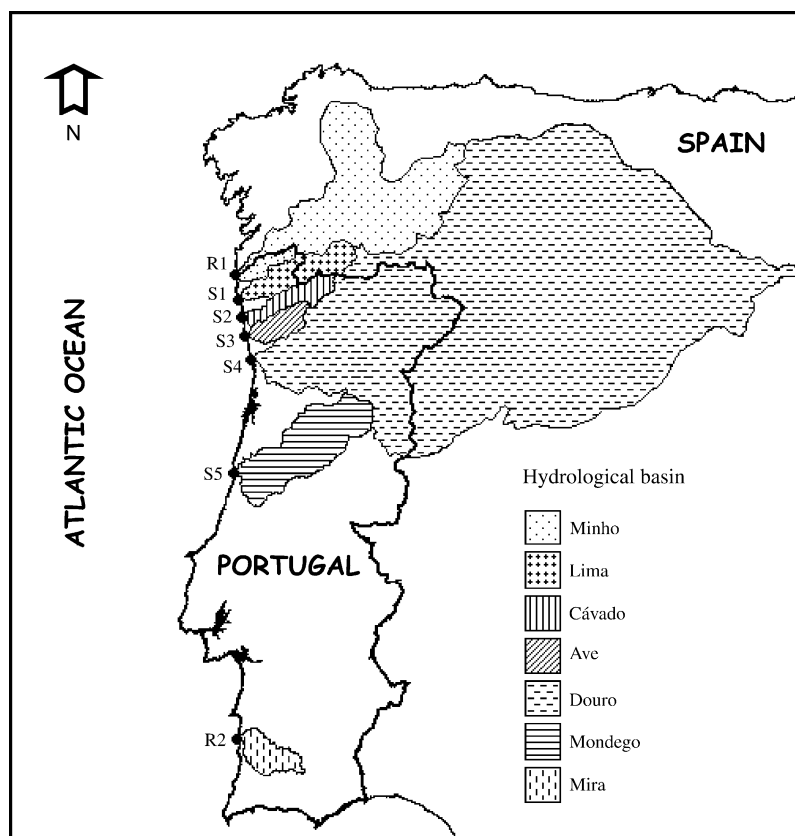 N
SPAIN
R1
S1
S2
S3
S4
ATLANTIC OCEAN
S5
Hydrological basin
Minho
PORTUGAL
Lima
Cávado
Ave
Douro
R2
Mondego
Mira